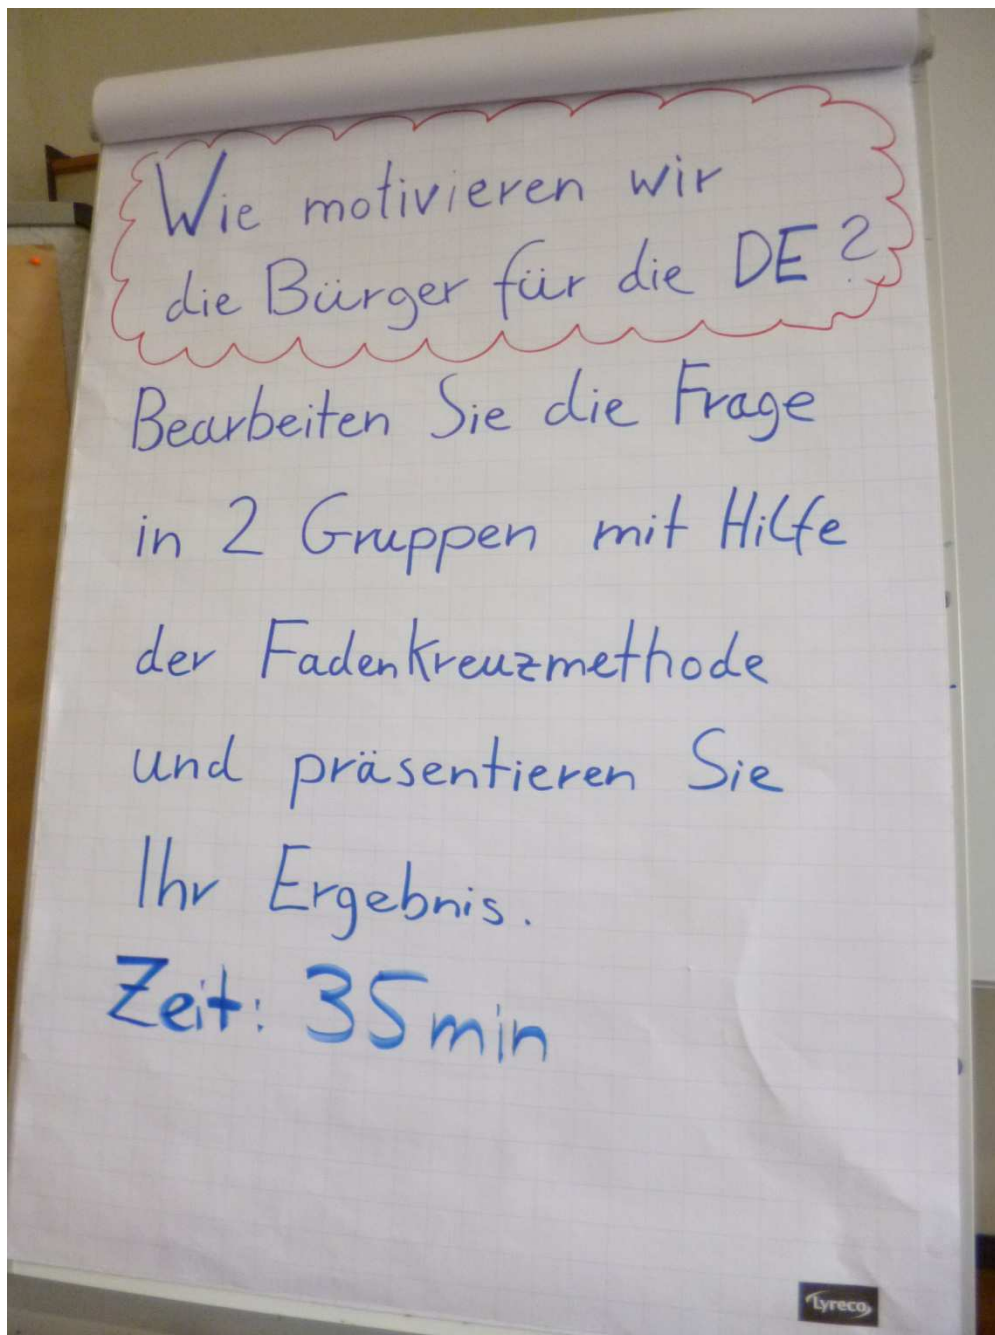 Wie motivieren wir
die Bürger für die DE?
Bearbeiten Sie die Frage
in 2 Gruppen mit Hilfe
der Fadenkreuzmethode
und präsentieren Sie
Ihr Ergebnis.
Zeit: 35 min
Lyreco